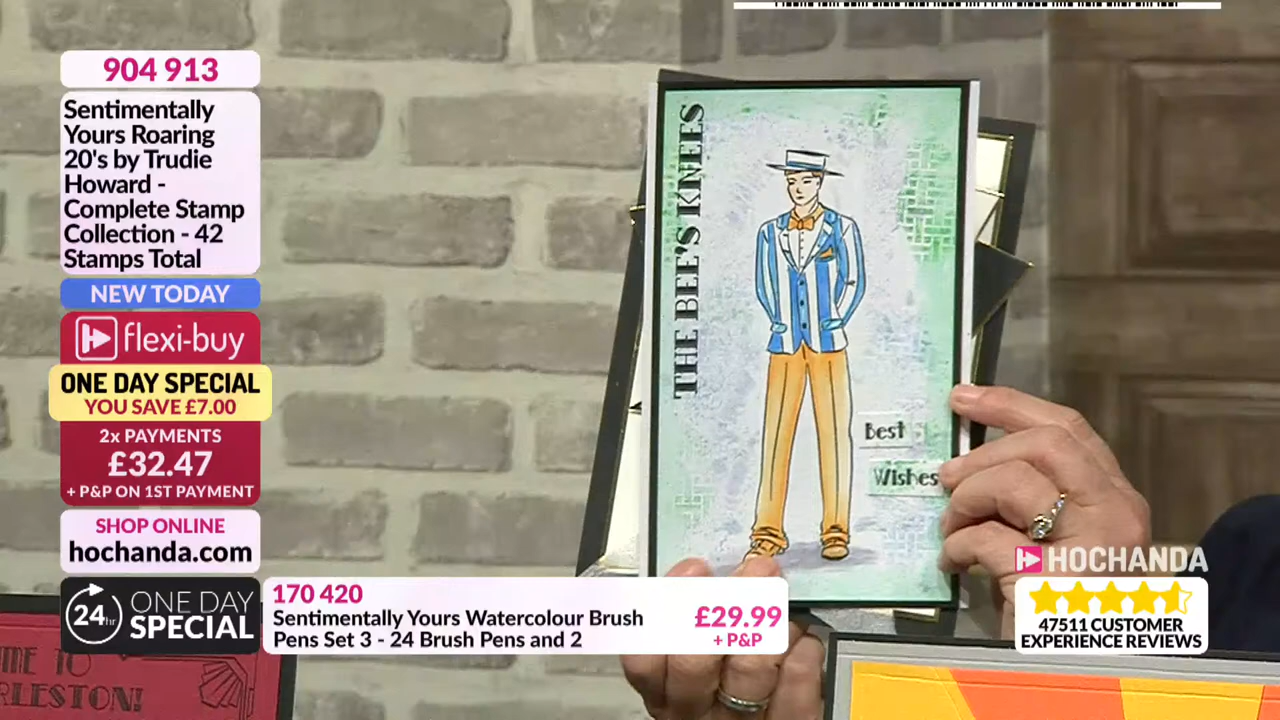 904 913
Sentimentally
Yours Roaring
20's by Trudie
Howard -
Complete Stamp
Collection - 42
Stamps Total
NEW TODAY
flexi-buy
ONE DAY SPECIAL
YOU SAVE £7.00
2x PAYMENTS
£32.47
+ P&P ON 1ST PAYMENT
SHOP ONLINE
hochanda.com
24hr
ONE DAY
SPECIAL
170 420
Sentimentally Yours Watercolour Brush
Pens Set 3 - 24 Brush Pens and 2
£29.99
+ P&P
THE BEE'S KNEES
Best
Wishes
HOCHANDA
47511 CUSTOMER
EXPERIENCE REVIEWS
TO